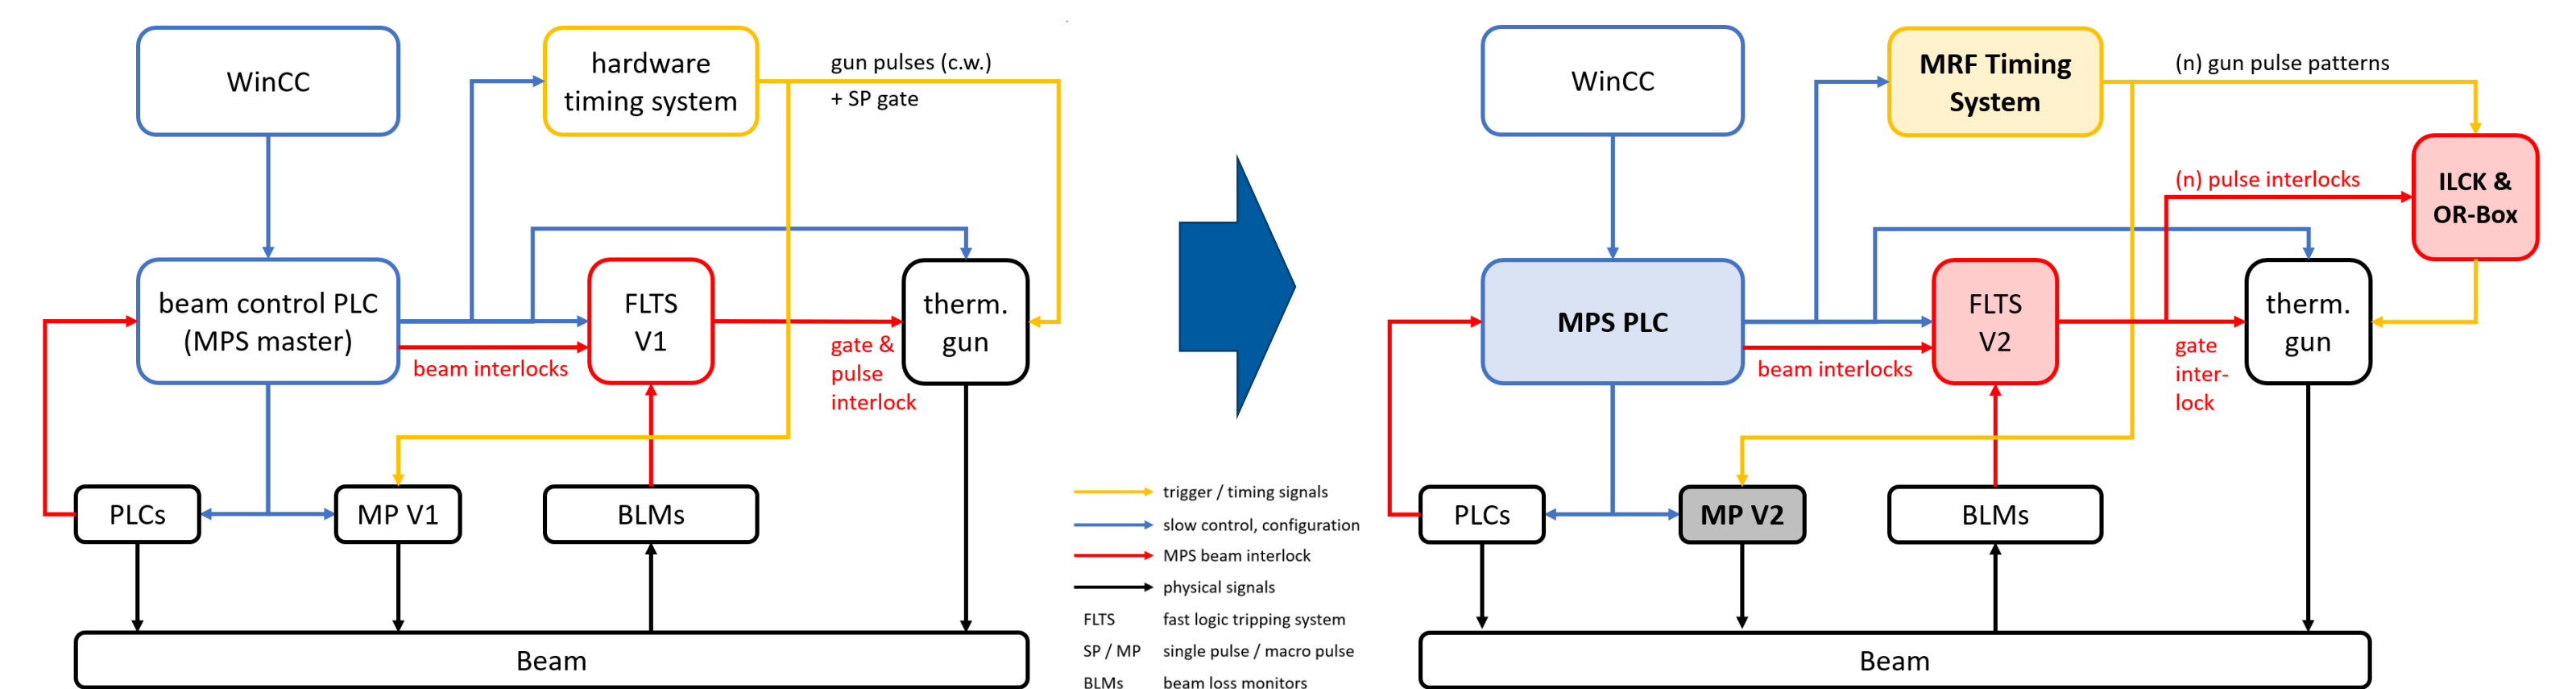 WinCC
hardware
timing system
gun pulses (c.w.)
+ SP gate
beam control PLC
(MPS master)
beam interlocks
FLTS
V1
gate &
pulse
interlock
therm.
gun
PLCs
MP V1
BLMs
Beam
trigger / timing signals
slow control, configuration
MPS beam interlock
physical signals
FLTS fast logic tripping system
SP / MP single pulse / macro pulse
BLMs beam loss monitors
WinCC
MRF Timing
System
(n) gun pulse patterns
(n) pulse interlocks
ILCK &
OR-Box
MPS PLC
beam interlocks
FLTS
V2
gate
inter-
lock
therm.
gun
PLCs
MP V2
BLMs
Beam